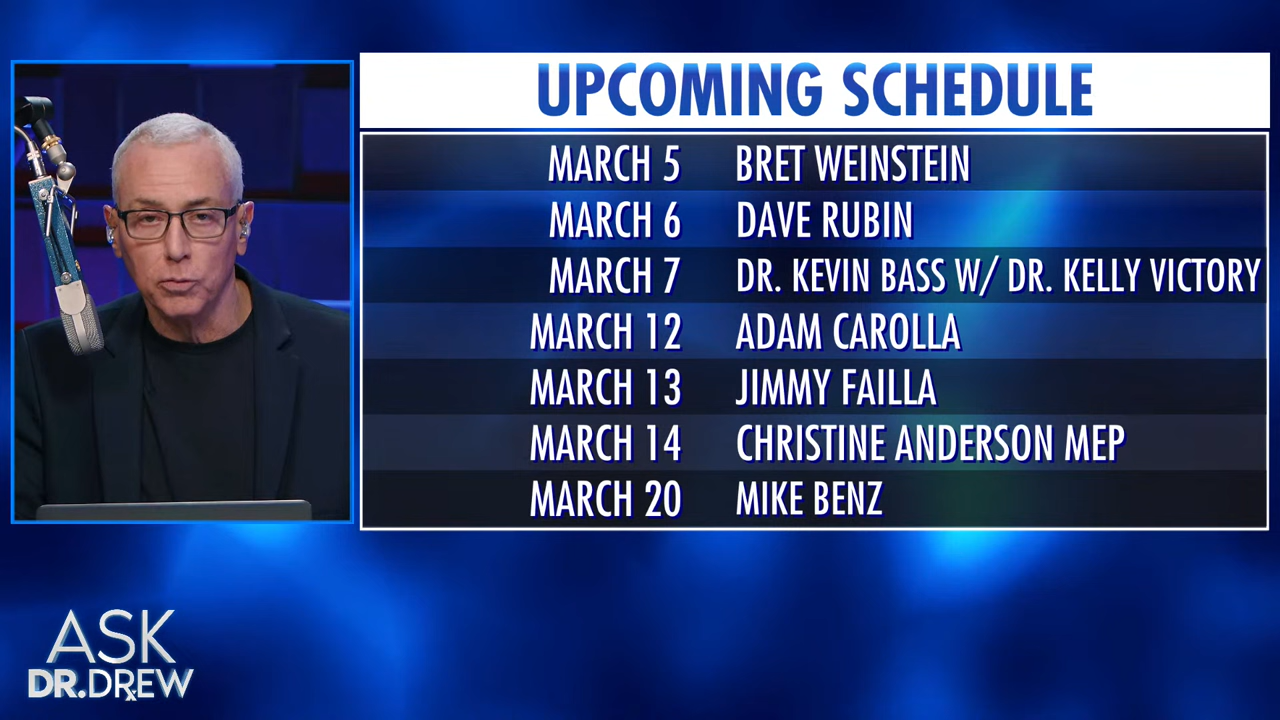 UPCOMING SCHEDULE
MARCH 5 BRET WEINSTEIN
MARCH 6 DAVE RUBIN
MARCH 7 DR. KEVIN BASS W/ DR. KELLY VICTORY
MARCH 12 ADAM CAROLLA
MARCH 13 JIMMY FAILLA
MARCH 14 CHRISTINE ANDERSON MEP
MARCH 20 MIKE BENZ
ASK
DR.DREW